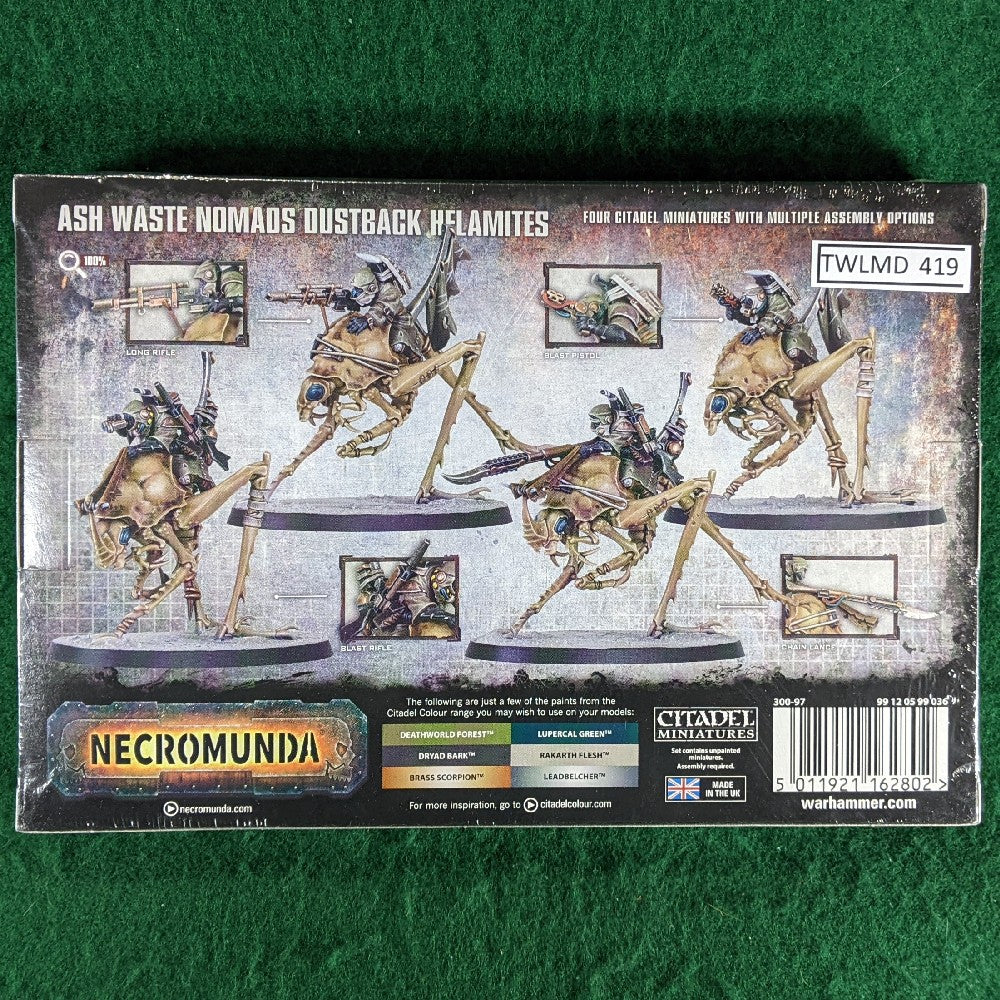 ASH WASTE NOMADS DUSTBACK HELAMITES
FOUR CITADEL MINIATURES WITH MULTIPLE ASSEMBLY OPTIONS
TWLMD 419
100%
LONG RIFLE
BLAST PISTOL
BLAST RIFLE
CHAIN LANCE
NECROMUNDA
necromunda.com
The following are just a few of the paints from the
Citadel Colour range you may wish to use on your models:
DEATHWORLD FOREST™
LUPERCAL GREEN™
DRYAD BARK™
RAKARTH FLESH™
BRASS SCORPION™
LEADBELCHER™
For more inspiration, go to citadelcolour.com
CITADEL
MINIATURES
Set contains unpainted
miniatures.
Assembly required.
MADE
IN THE UK
300-97
99 12 05 99 036
5 011921 162802 >
warhammer.com